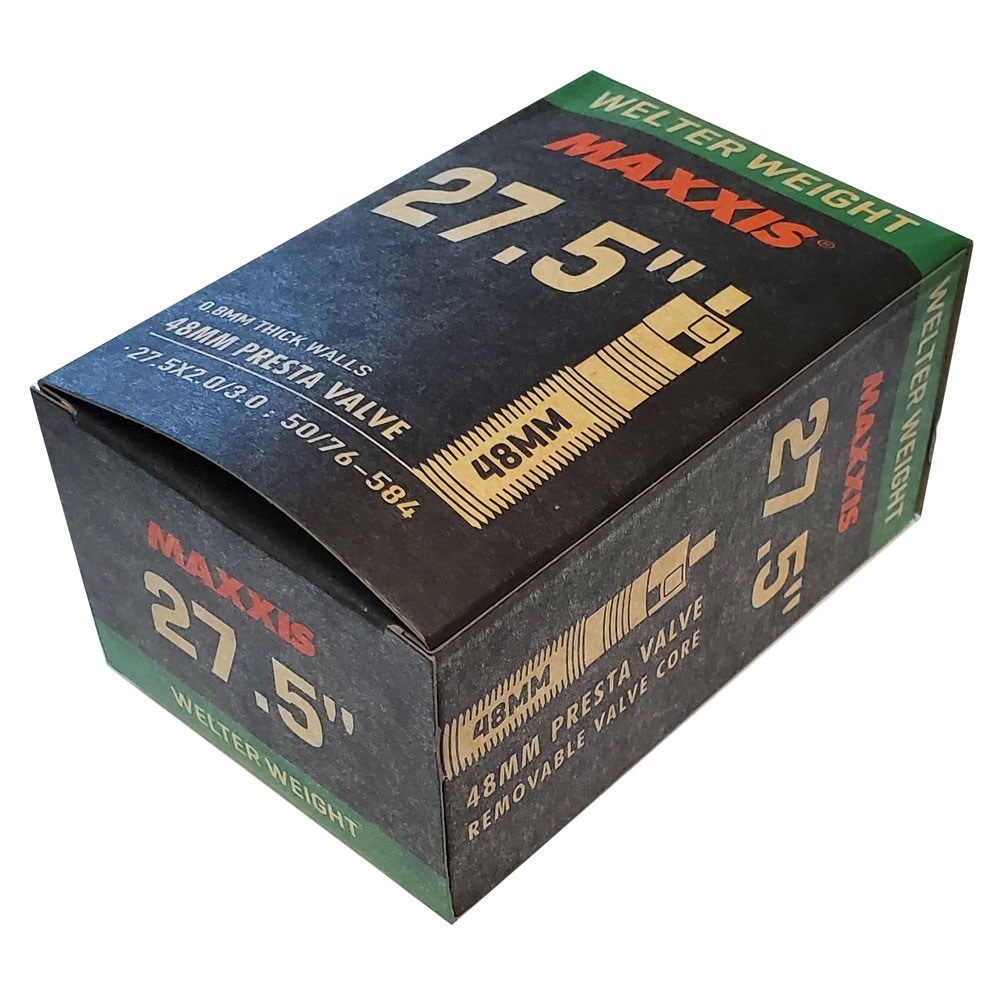 WELTER WEIGHT
MAXXIS®
27.5"
48MM
0.8MM THICK WALLS
48MM PRESTA VALVE
27.5X2.0/3.0 ; 50/76-584
MAXXIS
27.5"
WELTER WEIGHT
WELTER WEIGHT
MAXXIS
27.5"
48MM
48MM PRESTA VALVE
REMOVABLE VALVE CORE